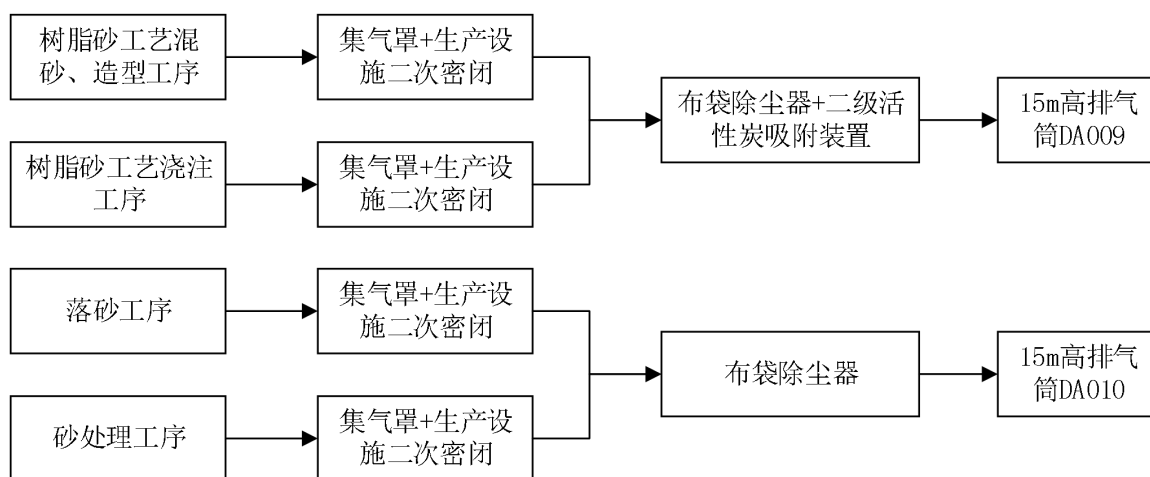 树脂砂工艺混
砂、造型工序
集气罩+生产设
施二次密闭
布袋除尘器+二级活
性炭吸附装置
15m高排气
筒DA009
树脂砂工艺浇注
工序
集气罩+生产设
施二次密闭
落砂工序
集气罩+生产设
施二次密闭
布袋除尘器
15m高排气
筒DA010
砂处理工序
集气罩+生产设
施二次密闭